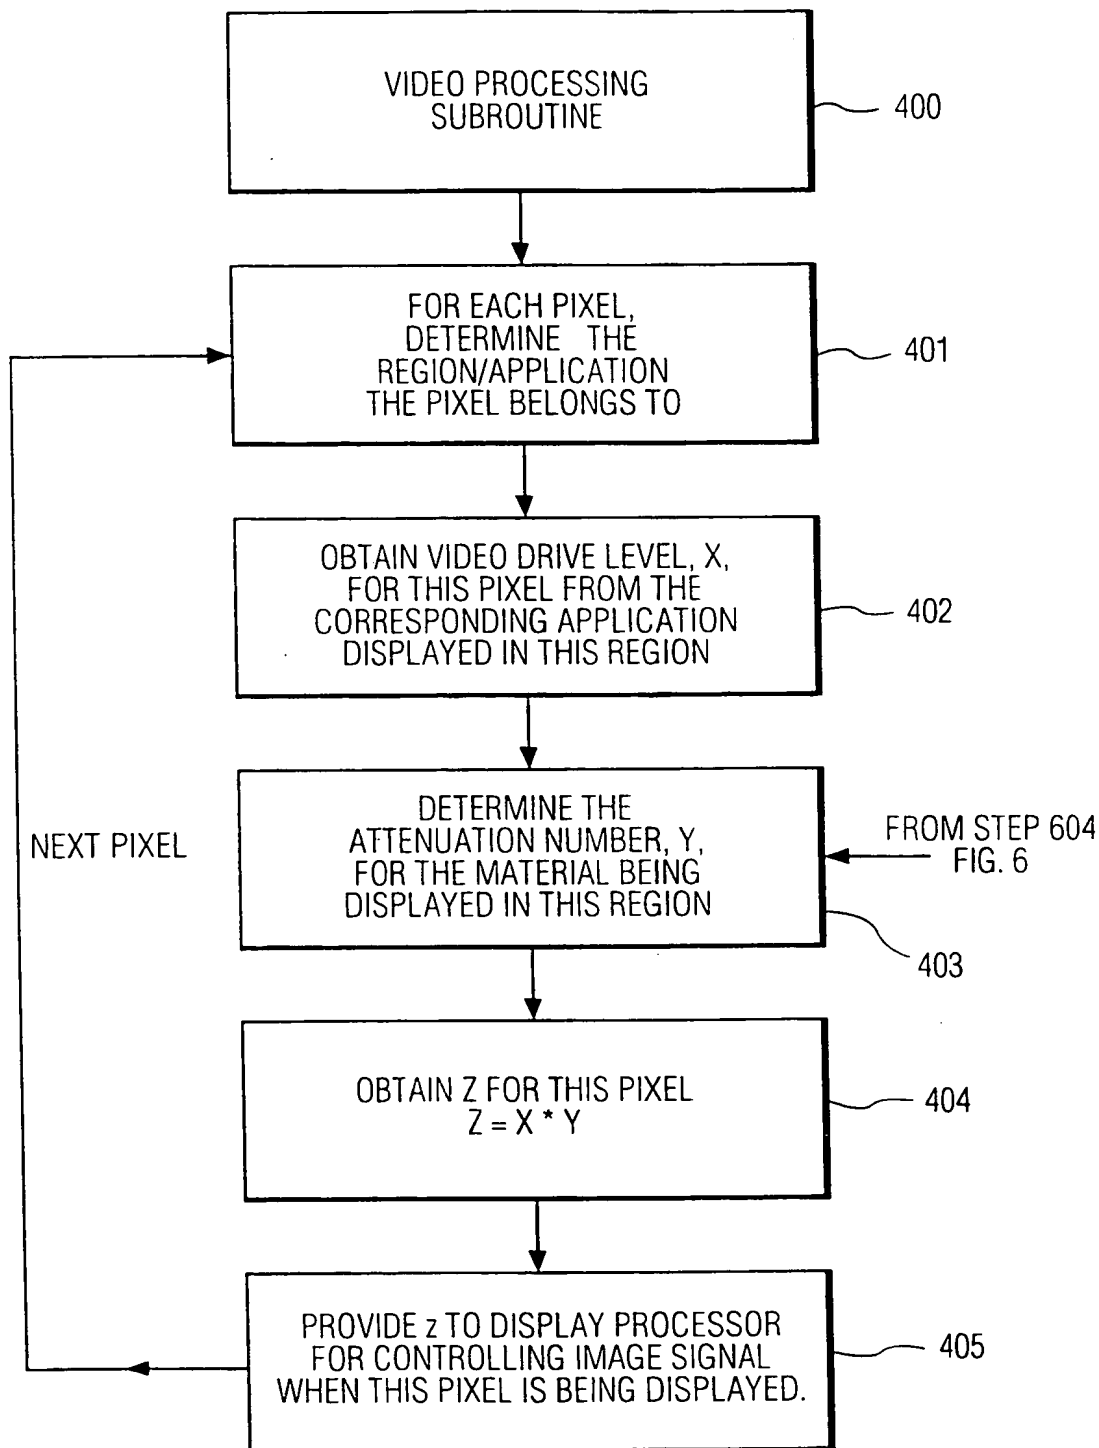 VIDEO PROCESSING
SUBROUTINE
400
FOR EACH PIXEL,
DETERMINE THE
REGION/APPLICATION
THE PIXEL BELONGS TO
401
OBTAIN VIDEO DRIVE LEVEL, X,
FOR THIS PIXEL FROM THE
CORRESPONDING APPLICATION
DISPLAYED IN THIS REGION
402
DETERMINE THE
ATTENUATION NUMBER, Y,
FOR THE MATERIAL BEING
DISPLAYED IN THIS REGION
FROM STEP 604
FIG. 6
403
NEXT PIXEL
OBTAIN Z FOR THIS PIXEL
Z = X * Y
404
PROVIDE z TO DISPLAY PROCESSOR
FOR CONTROLLING IMAGE SIGNAL
WHEN THIS PIXEL IS BEING DISPLAYED.
405